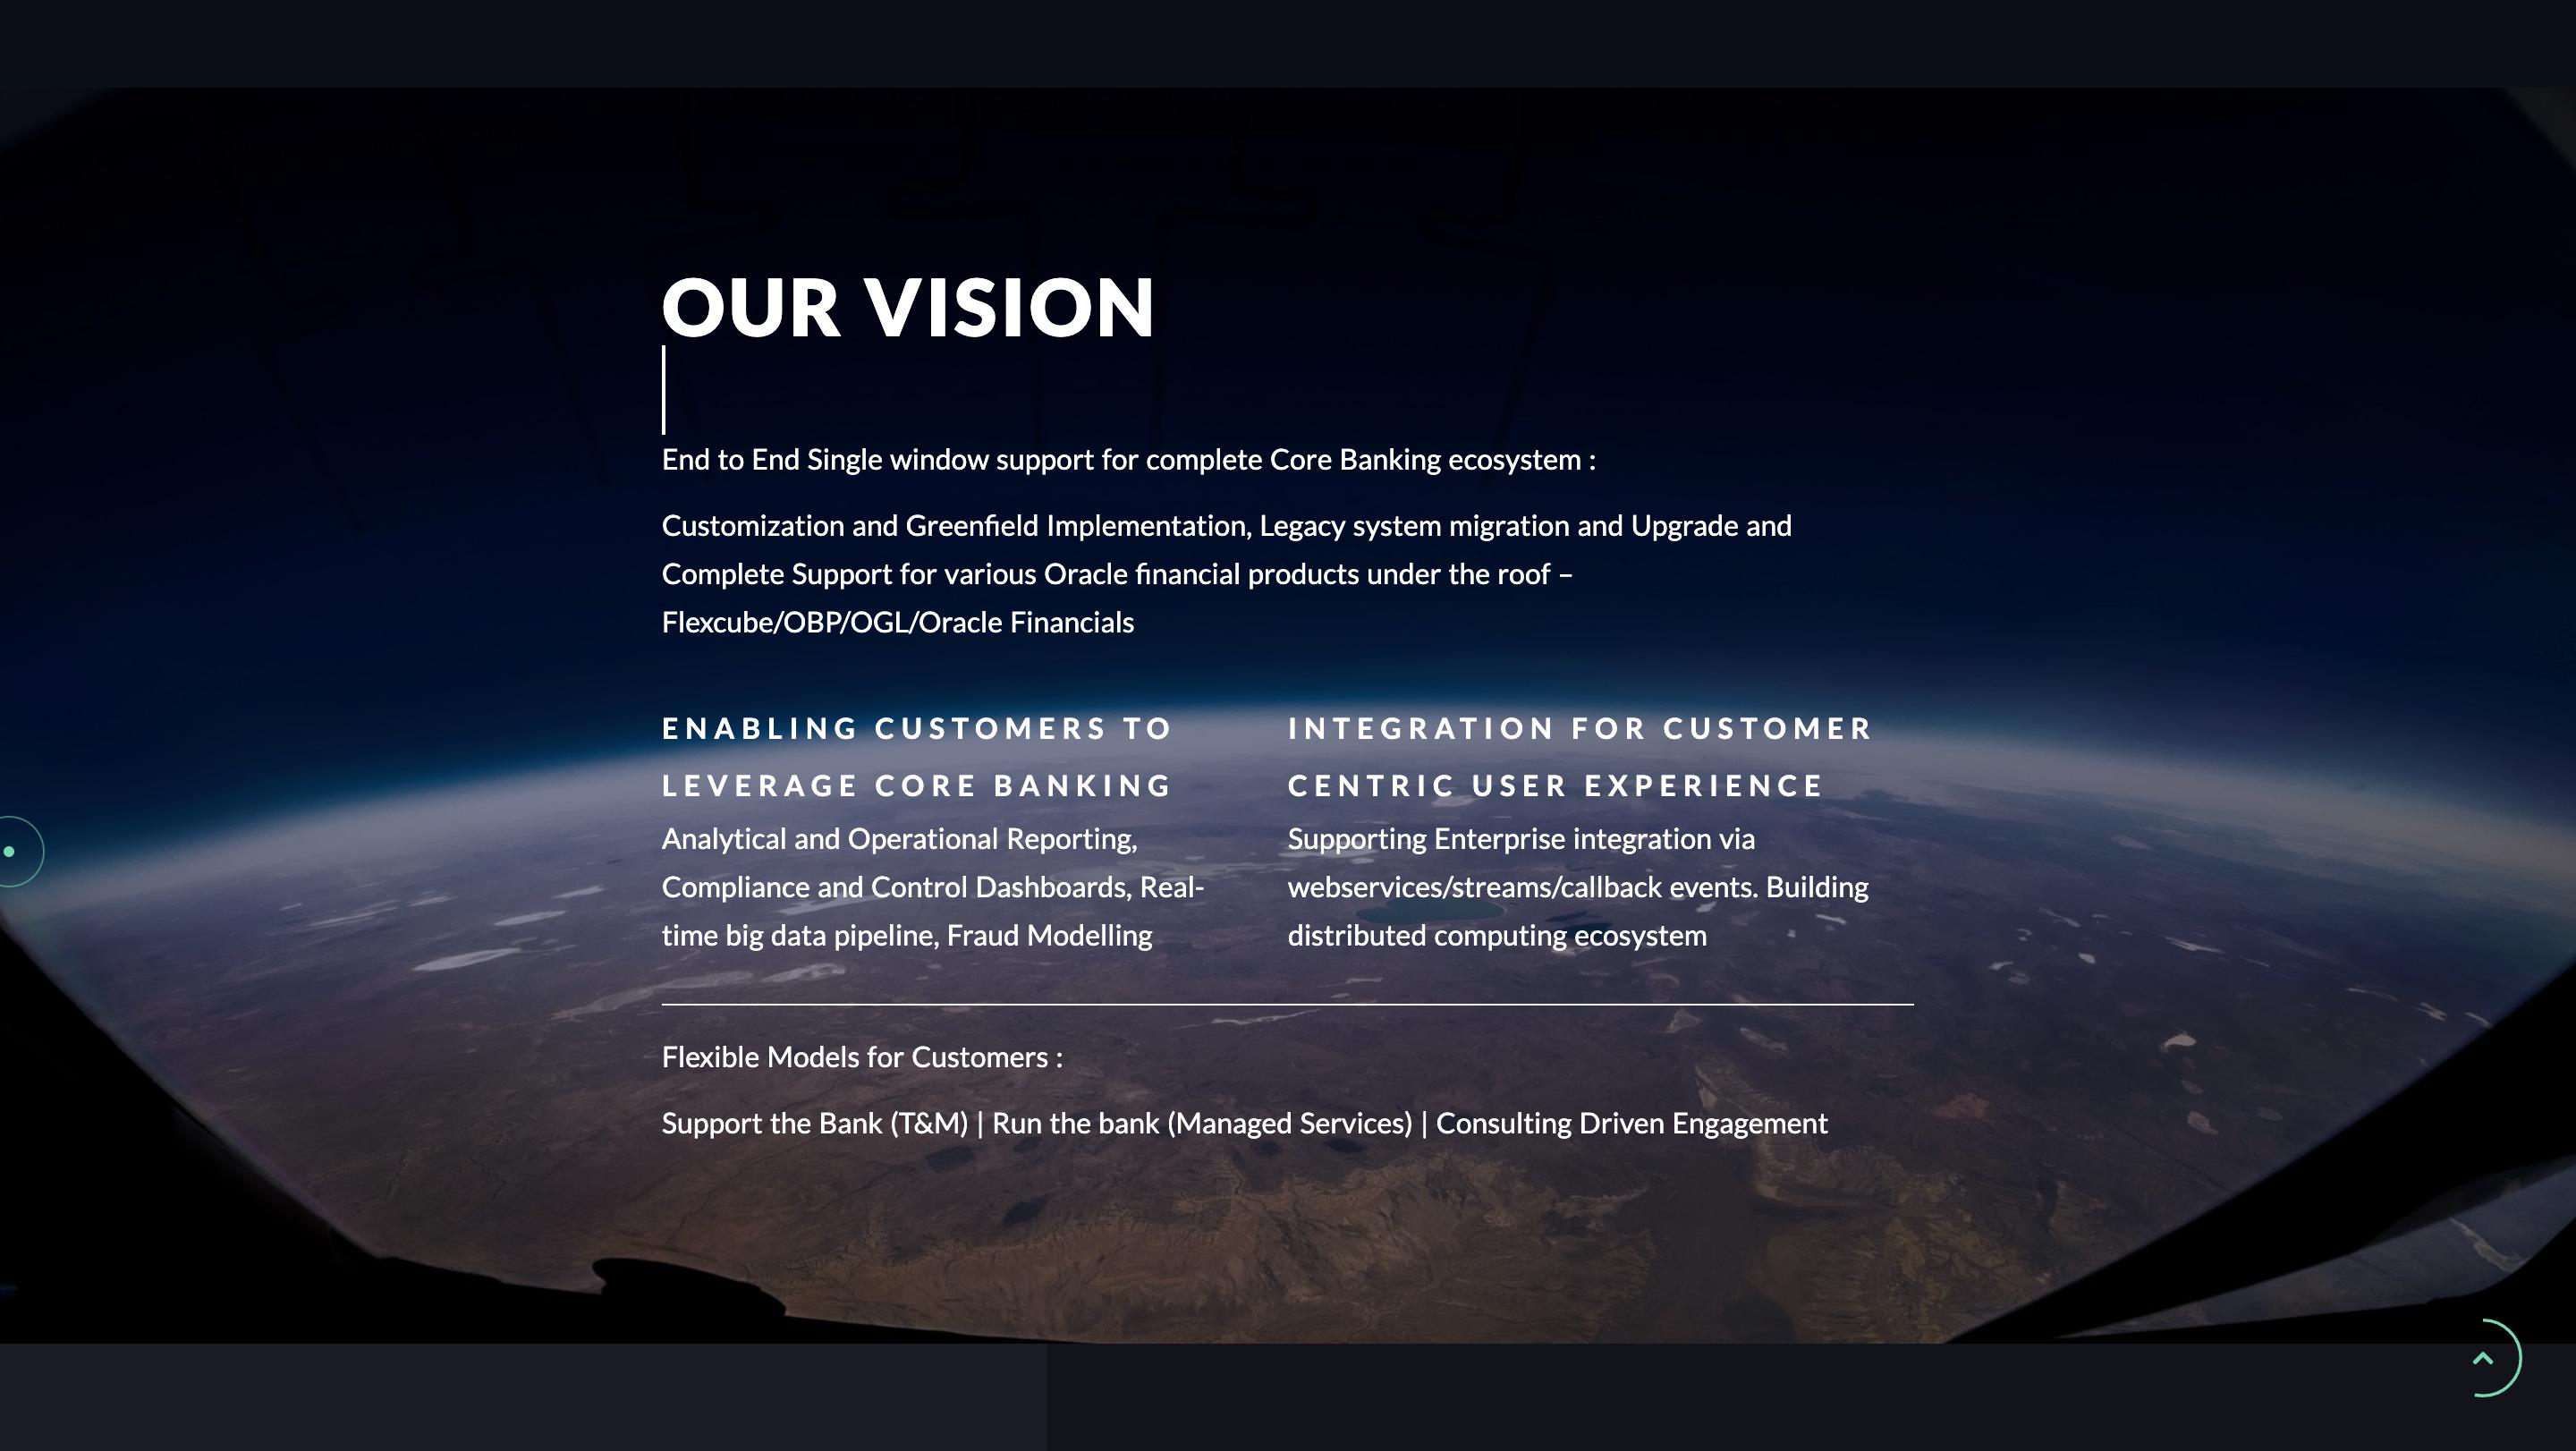 OUR VISION
End to End Single window support for complete Core Banking ecosystem :
Customization and Greenfield Implementation, Legacy system migration and Upgrade and
Complete Support for various Oracle financial products under the roof –
Flexcube/OBP/OGL/Oracle Financials
ENABLING CUSTOMERS TO
LEVERAGE CORE BANKING
Analytical and Operational Reporting,
Compliance and Control Dashboards, Real-
time big data pipeline, Fraud Modelling
INTEGRATION FOR CUSTOMER
CENTRIC USER EXPERIENCE
Supporting Enterprise integration via
webservices/streams/callback events. Building
distributed computing ecosystem
Flexible Models for Customers :
Support the Bank (T&M) | Run the bank (Managed Services) | Consulting Driven Engagement